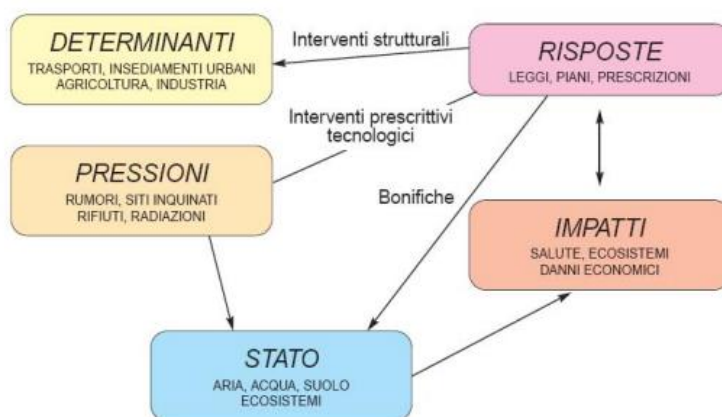 DETERMINANTI
TRASPORTI, INSEDIAMENTI URBANI
AGRICOLTURA, INDUSTRIA
Interventi strutturali
RISPOSTE
LEGGI, PIANI, PRESCRIZIONI
Interventi prescrittivi
tecnologici
PRESSIONI
RUMORI, SITI INQUINATI
RIFIUTI, RADIAZIONI
Bonifiche
IMPATTI
SALUTE, ECOSISTEMI
DANNI ECONOMICI
STATO
ARIA, ACQUA, SUOLO
ECOSISTEMI